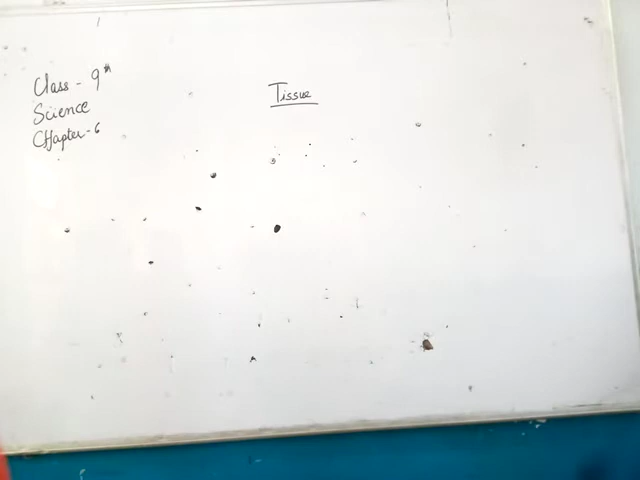 Class - 9th
Science
Chapter - 6
Tissue